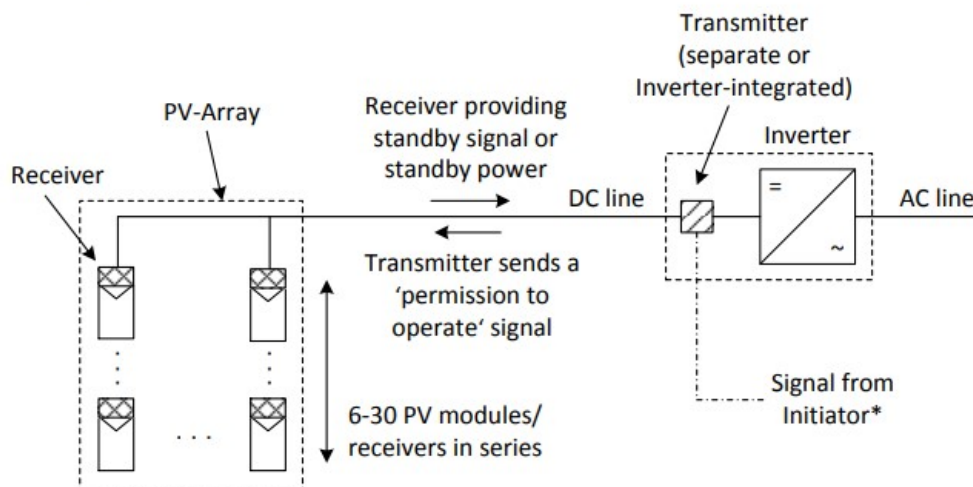 Transmitter
(separate or
Inverter-integrated)
PV-Array
Receiver providing
standby signal or
standby power
Inverter
Receiver
=
~
DC line
AC line
Transmitter sends a
‘permission to
operate‘ signal
. . .
6-30 PV modules/
receivers in series
Signal from
Initiator*